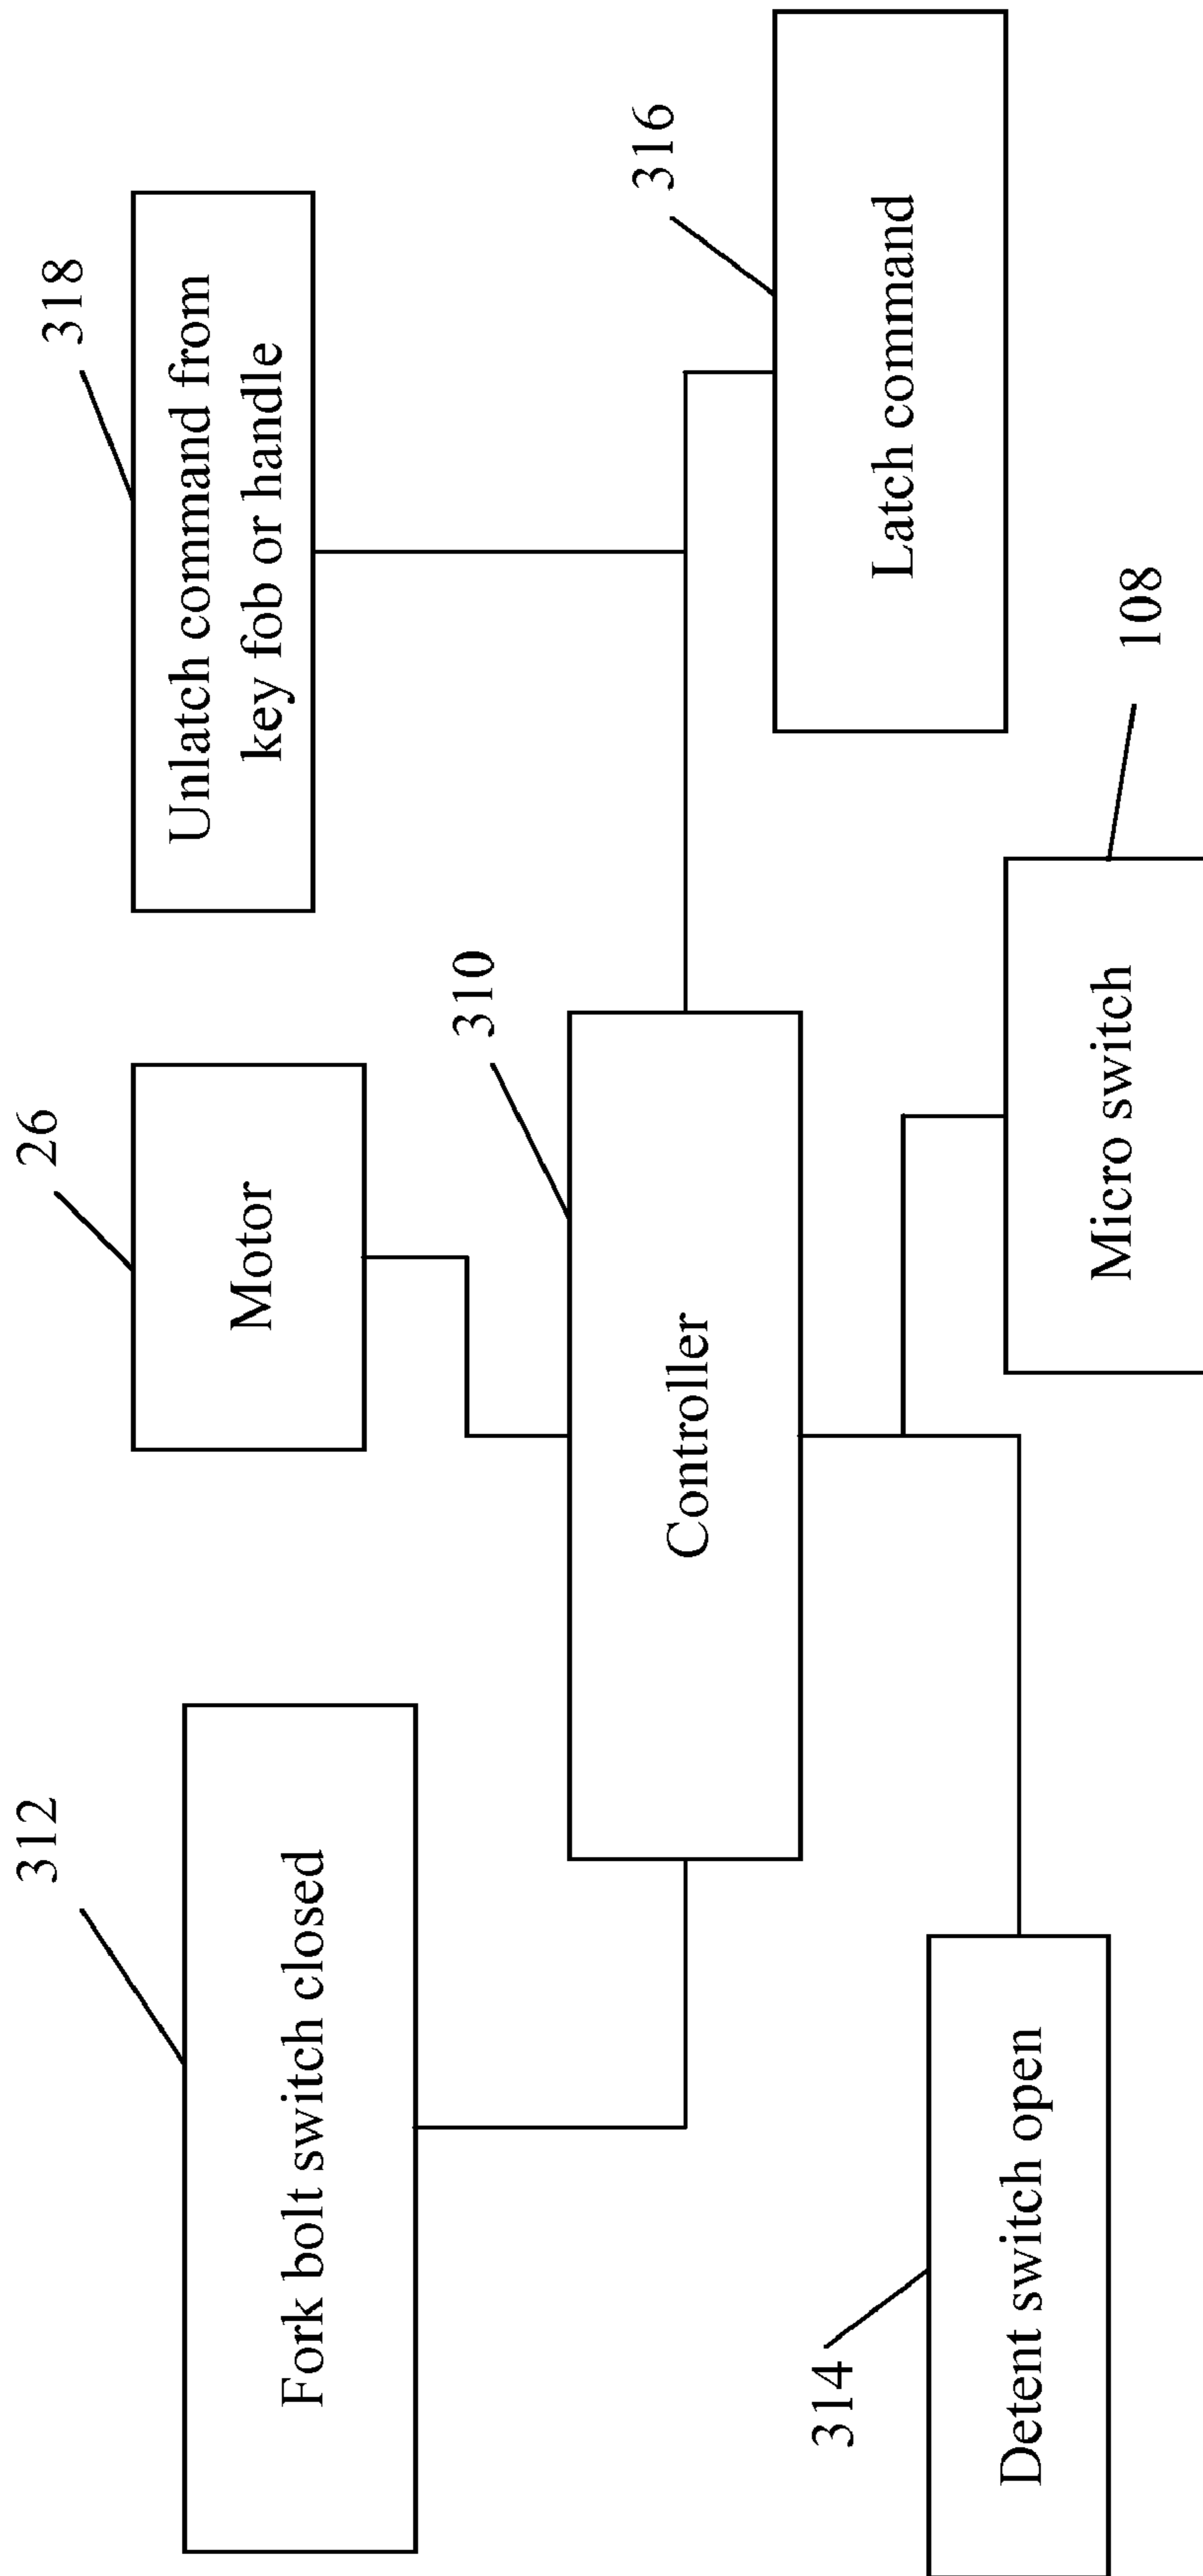 312
Fork bolt switch closed
26
Motor
318
Unlatch command from
key fob or handle
310
Controller
316
Latch command
314
Detent switch open
108
Micro switch